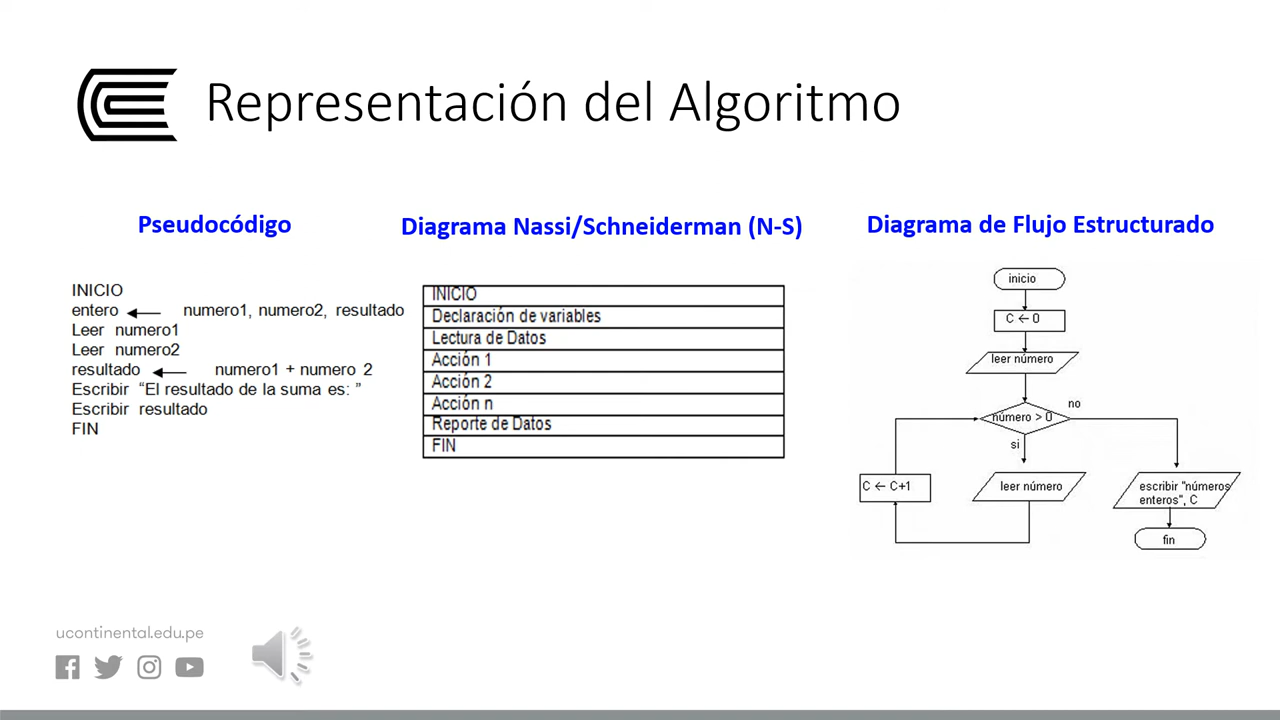 Representación del Algoritmo
Pseudocódigo
INICIO
entero ← numero1, numero2, resultado
Leer numero1
Leer numero2
resultado ← numero1 + numero 2
Escribir “El resultado de la suma es: ”
Escribir resultado
FIN
Diagrama Nassi/Schneiderman (N-S)
INICIO
Declaración de variables
Lectura de Datos
Acción 1
Acción 2
Acción n
Reporte de Datos
FIN
Diagrama de Flujo Estructurado
inicio
C ← 0
leer número
número > 0
no
si
C ← C+1
leer número
escribir "números
enteros", C
fin
ucontinental.edu.pe